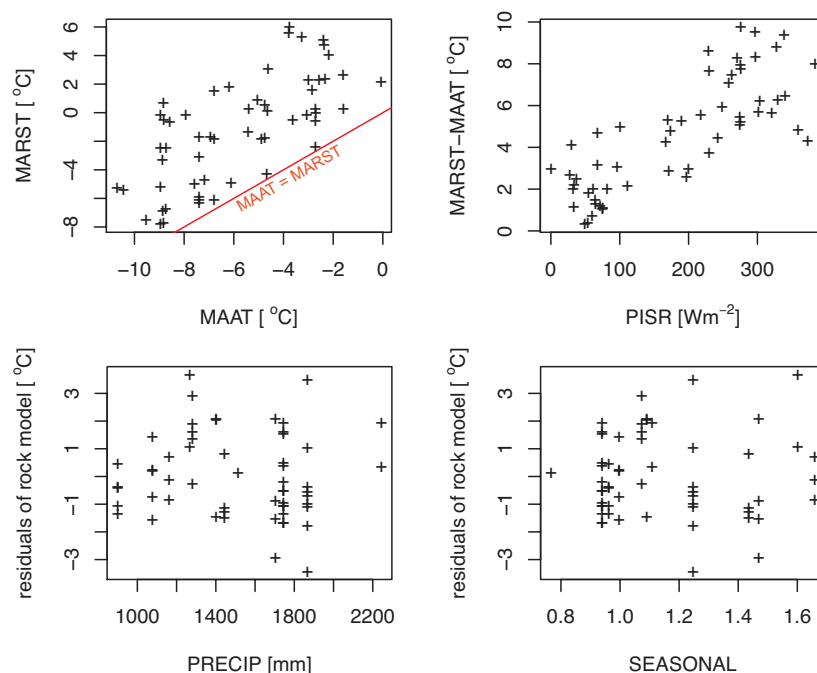 MARST [ °C]
6
4
2
0
−4
−8
MAAT = MARST
−10 −8 −6 −4 −2 0
MAAT [ °C]
MARST−MAAT [ °C]
10
8
6
4
2
0
0 100 200 300
PISR [Wm⁻²]
residuals of rock model [ °C]
3
1
−1
−3
1000 1400 1800 2200
PRECIP [mm]
residuals of rock model [ °C]
3
1
−1
−3
0.8 1.0 1.2 1.4 1.6
SEASONAL